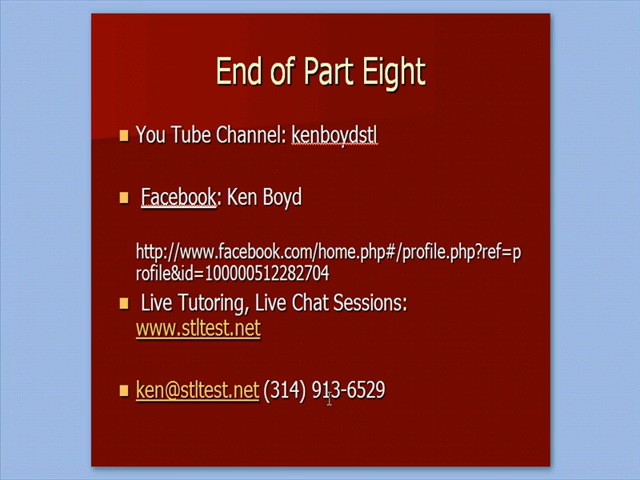 End of Part Eight
You Tube Channel: kenboydstl
Facebook: Ken Boyd
http://www.facebook.com/home.php#/profile.php?ref=p
rofile&id=100000512282704
Live Tutoring, Live Chat Sessions:
www.stltest.net
ken@stltest.net (314) 913-6529